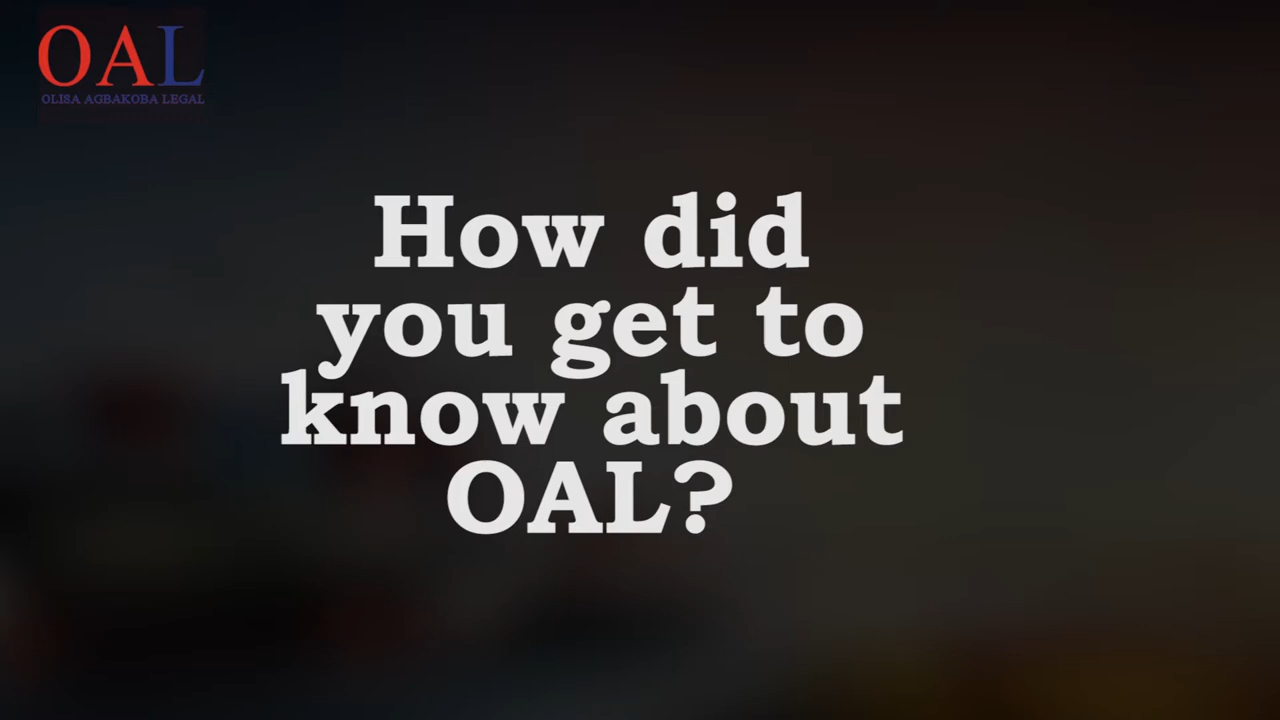 OAL
OLISA AGBAKOBA LEGAL
How did
you get to
know about
OAL?